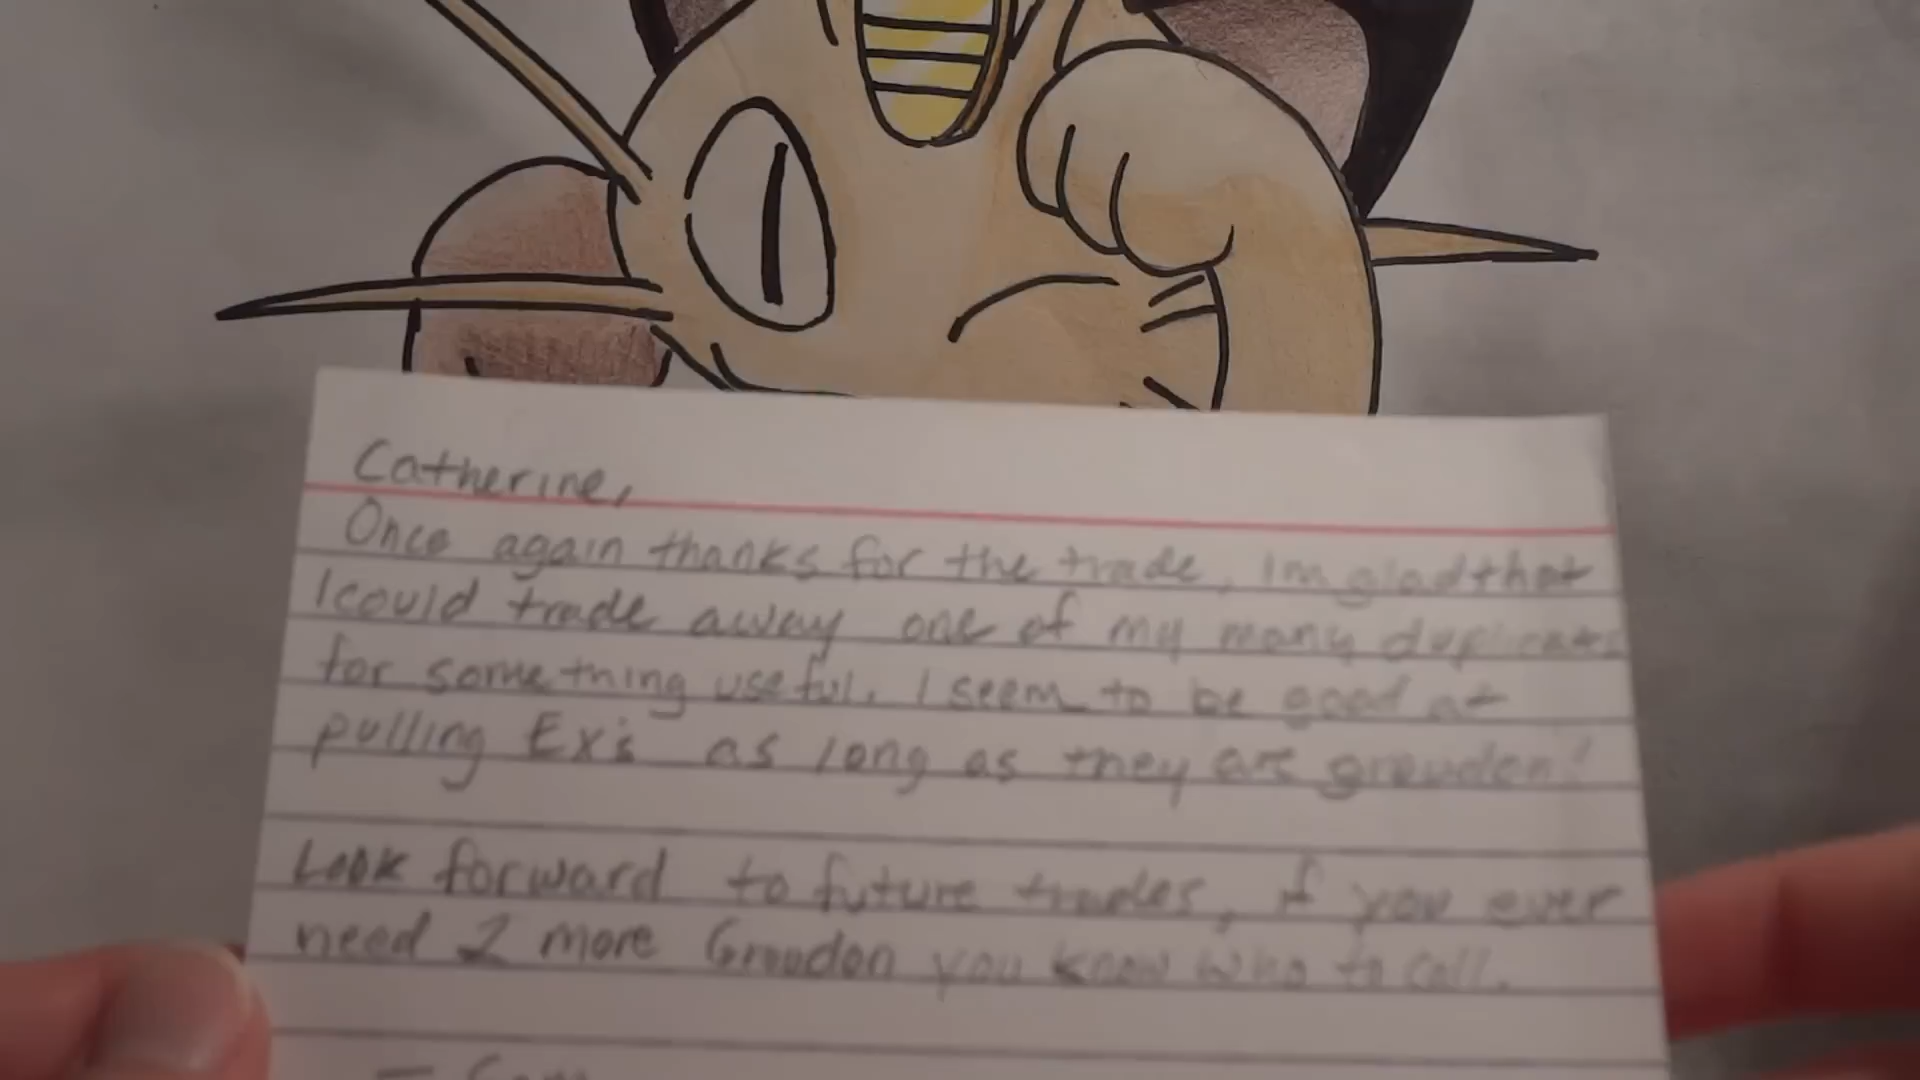 Catherine,
Once again thanks for the trade, Im glad that
I could trade away one of my many duplicates
for something useful. I seem to be good at
pulling Ex's as long as they are grouden!
Look forward to future trades, if you ever
need 2 more Groudon you know who to call.